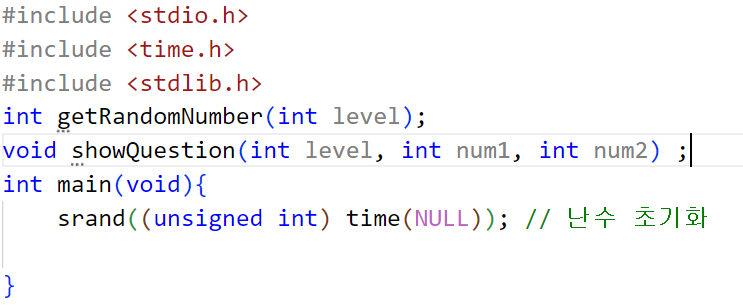 #include <stdio.h>
#include <time.h>
#include <stdlib.h>
int getRandomNumber(int level);
void showQuestion(int level, int num1, int num2) ;
int main(void){
    srand((unsigned int) time(NULL)); // 난수 초기화
}